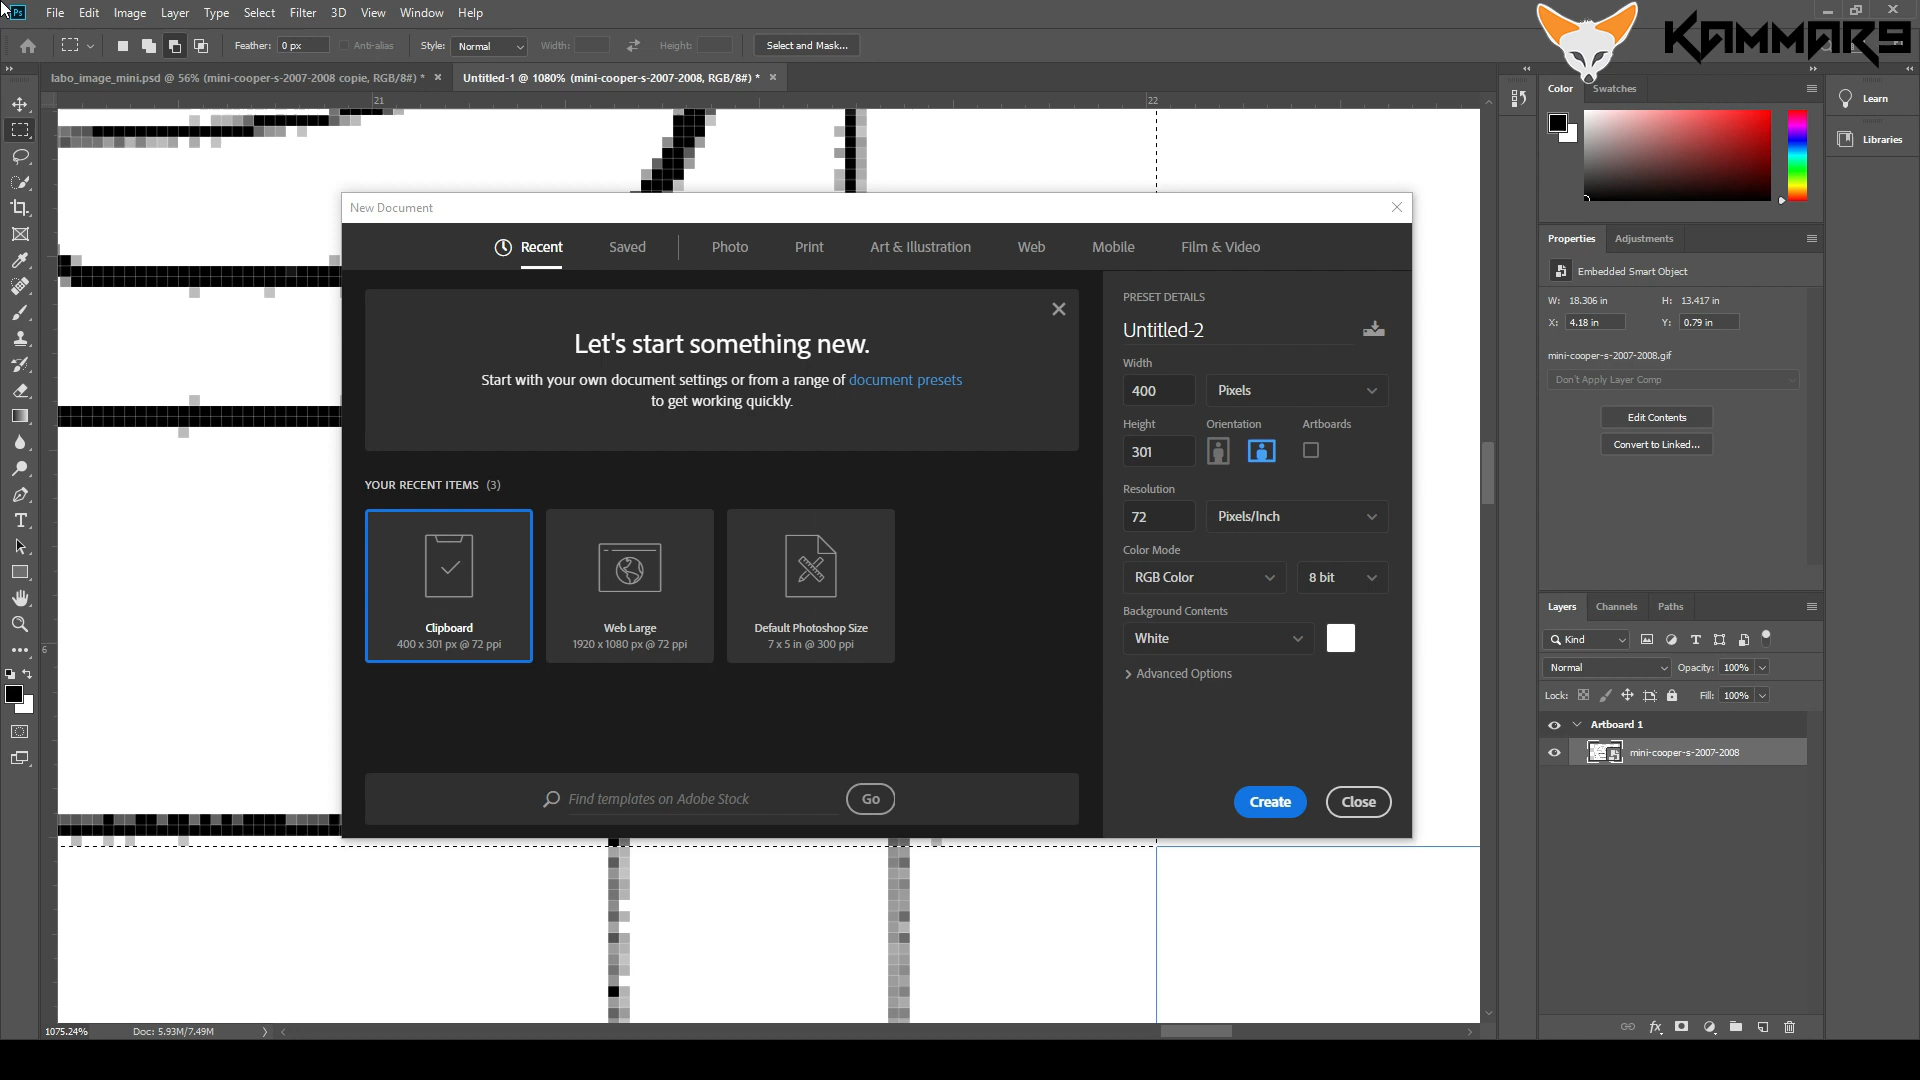 Ps File Edit Image Layer Type Select Filter 3D View Window Help
KAMMAR9
Feather: 0 px Anti-alias Style: Normal Width: Height: Select and Mask...
labo_image_mini.psd @ 56% (mini-cooper-s-2007-2008 copie, RGB/8#) * Untitled-1 @ 1080% (mini-cooper-s-2007-2008, RGB/8#) *
21 22
6
New Document
Recent Saved Photo Print Art & Illustration Web Mobile Film & Video
Let's start something new.
Start with your own document settings or from a range of document presets
to get working quickly.
YOUR RECENT ITEMS (3)
Clipboard
400 x 301 px @ 72 ppi
Web Large
1920 x 1080 px @ 72 ppi
Default Photoshop Size
7 x 5 in @ 300 ppi
Find templates on Adobe Stock Go
PRESET DETAILS
Untitled-2
Width
400 Pixels
Height Orientation Artboards
301
Resolution
72 Pixels/Inch
Color Mode
RGB Color 8 bit
Background Contents
White
Advanced Options
Create Close
Color Swatches
Learn
Libraries
Properties Adjustments
Embedded Smart Object
W: 18.306 in H: 13.417 in
X: 4.18 in Y: 0.79 in
mini-cooper-s-2007-2008.gif
Don't Apply Layer Comp
Edit Contents
Convert to Linked...
Layers Channels Paths
Kind
Normal Opacity: 100%
Lock: Fill: 100%
Artboard 1
mini-cooper-s-2007-2008
fx
1075.24% Doc: 5.93M/7.49M